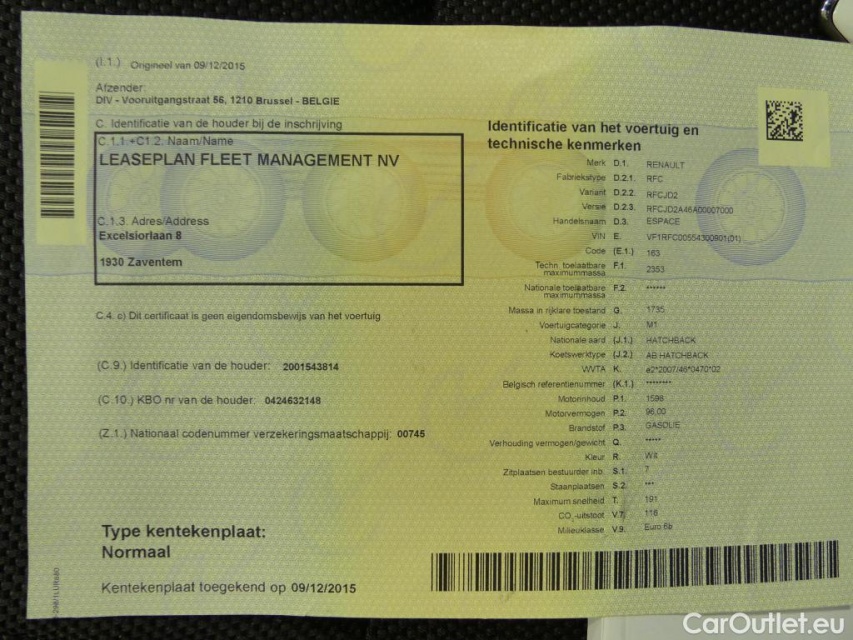 (I.1.) Origineel van 09/12/2015
Afzender:
DIV - Vooruitgangstraat 56, 1210 Brussel - BELGIE
C. Identificatie van de houder bij de inschrijving
C.1.1.+C1.2. Naam/Name
LEASEPLAN FLEET MANAGEMENT NV
C.1.3. Adres/Address
Excelsiorlaan 8
1930 Zaventem
C.4. c) Dit certificaat is geen eigendomsbewijs van het voertuig
(C.9.) Identificatie van de houder: 2001543814
(C.10.) KBO nr van de houder: 0424632148
(Z.1.) Nationaal codenummer verzekeringsmaatschappij: 00745
Type kentekenplaat:
Normaal
Kentekenplaat toegekend op 09/12/2015
Identificatie van het voertuig en
technische kenmerken
Merk D.1. RENAULT
Fabriekstype D.2.1. RFC
Variant D.2.2. RFCJD2
Versie D.2.3. RFCJD2A46A00007000
Handelsnaam D.3. ESPACE
VIN E. VF1RFC00554300901(01)
Code (E.1.) 163
Techn. toelaatbare
maximummassa F.1. 2353
Nationale toelaatbare
maximummassa F.2. ******
Massa in rijklare toestand G. 1735
Voertuigcategorie J. M1
Nationale aard (J.1.) HATCHBACK
Koetswerktype (J.2.) AB HATCHBACK
VVTA K. e2*2007/46*0470*02
Belgisch referentienummer (K.1.) ********
Motorinhoud P.1. 1598
Motorvermogen P.2. 96,00
Brandstof P.3. GASOLIE
Verhouding vermogen/gewicht Q. *****
Kleur R. Wit
Zitplaatsen bestuurder inb. S.1. 7
Staanplaatsen S.2. ***
Maximum snelheid T. 191
CO₂-uitstoot V.7. 116
Milieuklasse V.9. Euro 6b
CarOutlet.eu